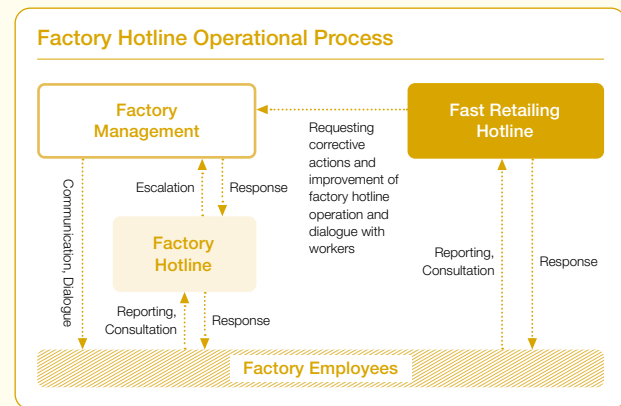 Factory Hotline Operational Process
Factory
Management
Fast Retailing
Hotline
Requesting
corrective
actions and
improvement of
factory hotline
operation and
dialogue with
workers
Communication, Dialogue
Escalation
Response
Factory
Hotline
Reporting,
Consultation
Response
Reporting,
Consultation
Response
Factory Employees